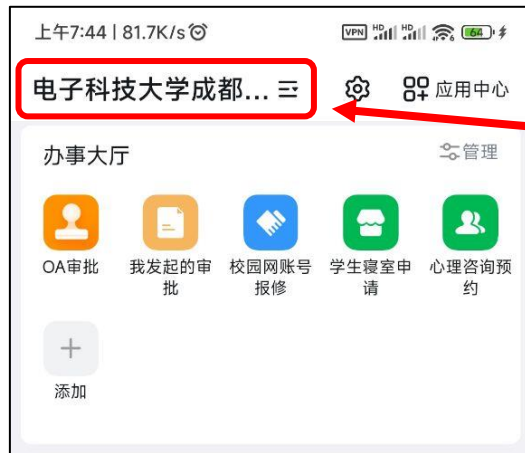 上午7:44 | 81.7K/s
VPN HD HD 64
电子科技大学成都...
应用中心
办事大厅
管理
OA审批
我发起的审
批
校园网账号
报修
学生寝室申
请
心理咨询预
约
添加